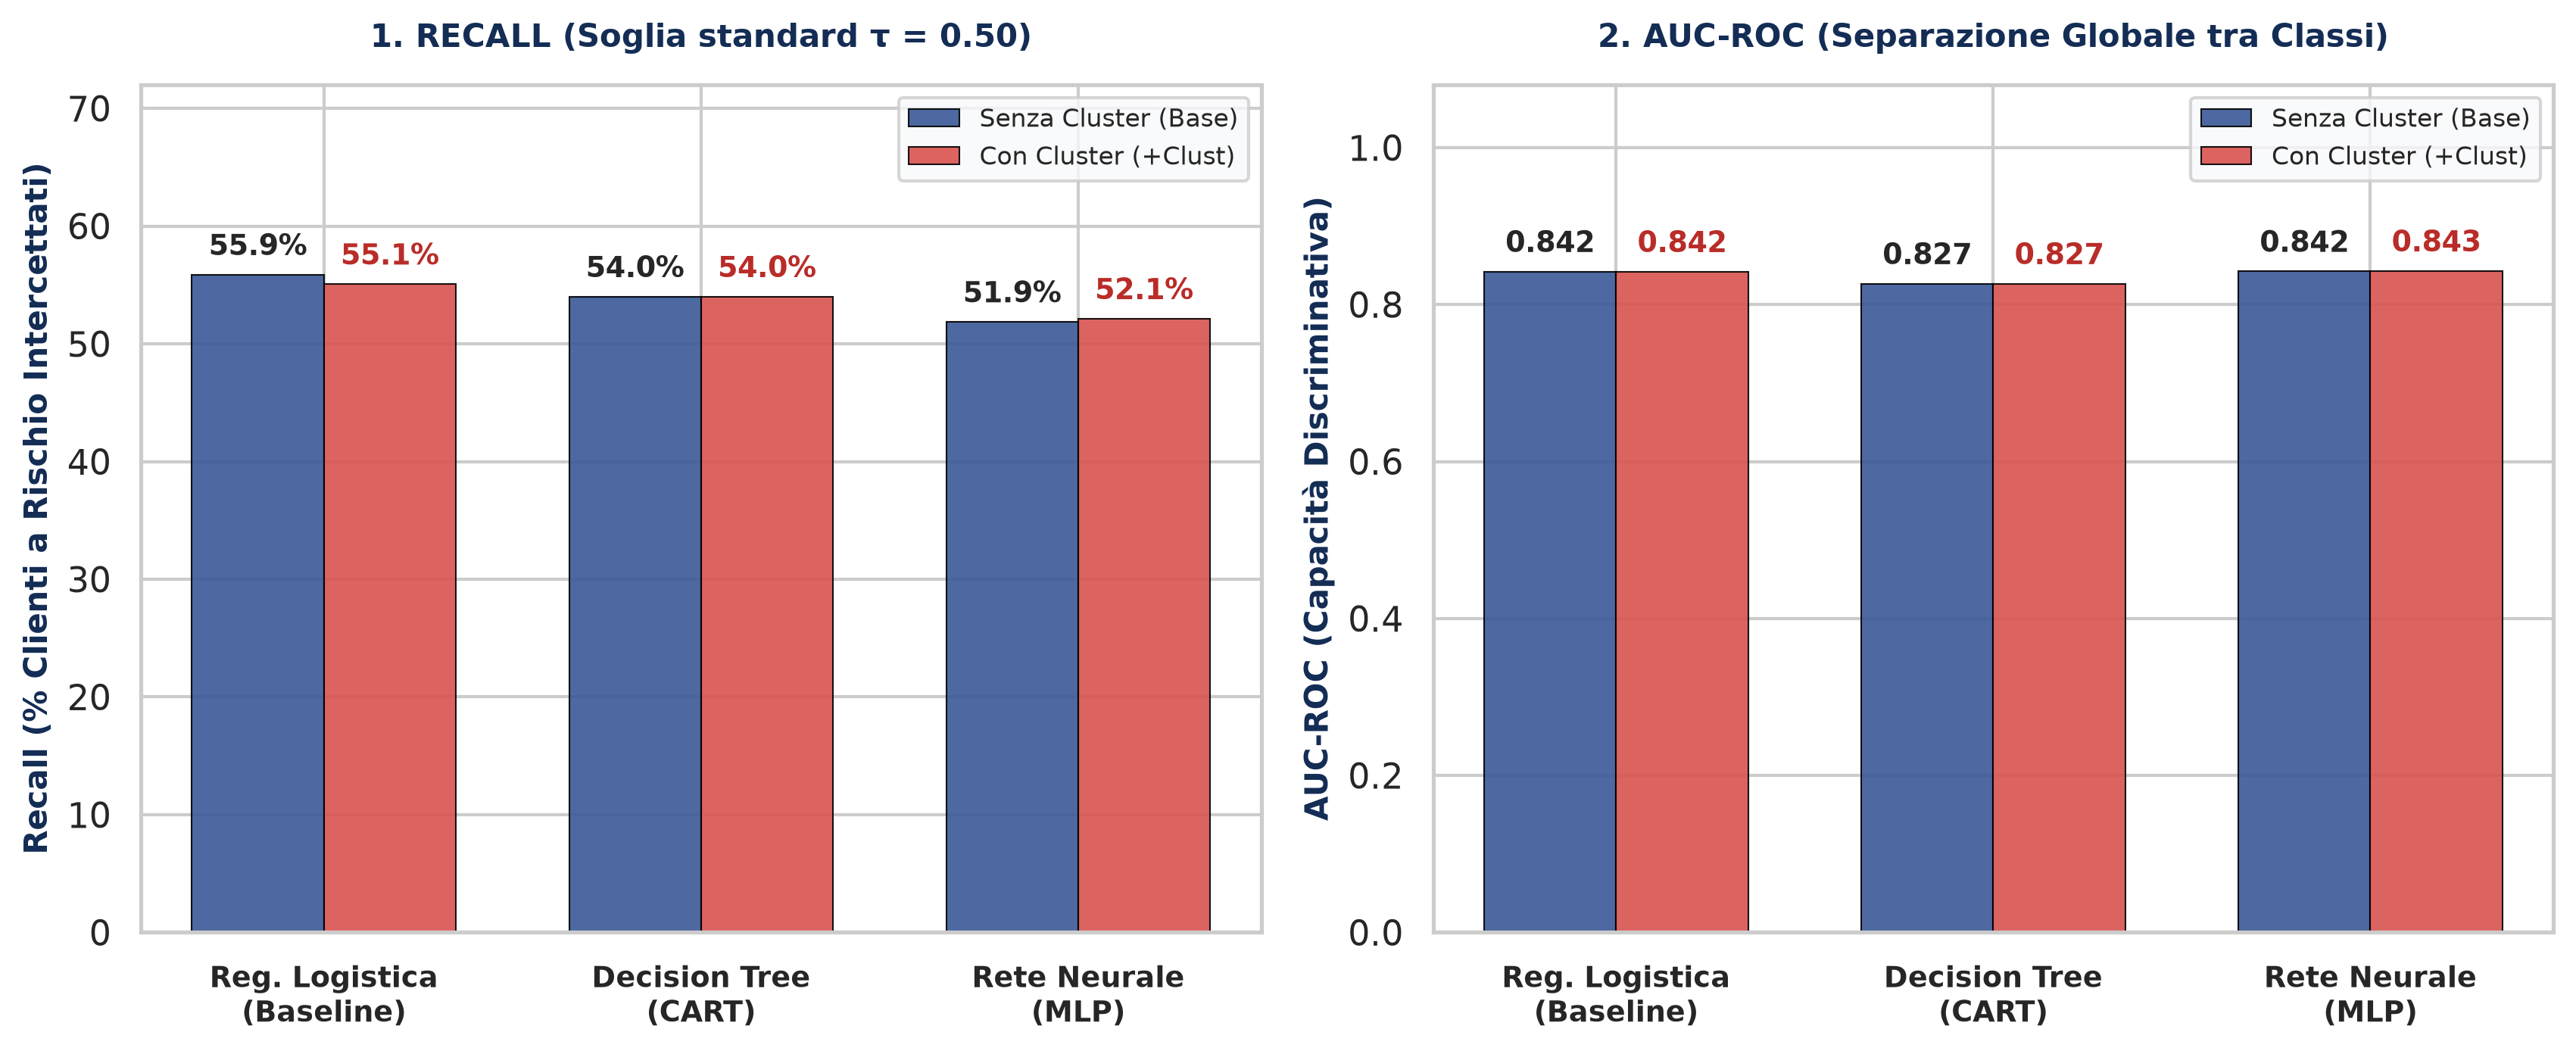 1. RECALL (Soglia standard τ = 0.50)
Recall (% Clienti a Rischio Intercettati)
70
60
50
40
30
20
10
0
Senza Cluster (Base)
Con Cluster (+Clust)
55.9%
55.1%
54.0%
54.0%
51.9%
52.1%
Reg. Logistica
(Baseline)
Decision Tree
(CART)
Rete Neurale
(MLP)
2. AUC-ROC (Separazione Globale tra Classi)
AUC-ROC (Capacità Discriminativa)
1.0
0.8
0.6
0.4
0.2
0.0
Senza Cluster (Base)
Con Cluster (+Clust)
0.842
0.842
0.827
0.827
0.842
0.843
Reg. Logistica
(Baseline)
Decision Tree
(CART)
Rete Neurale
(MLP)